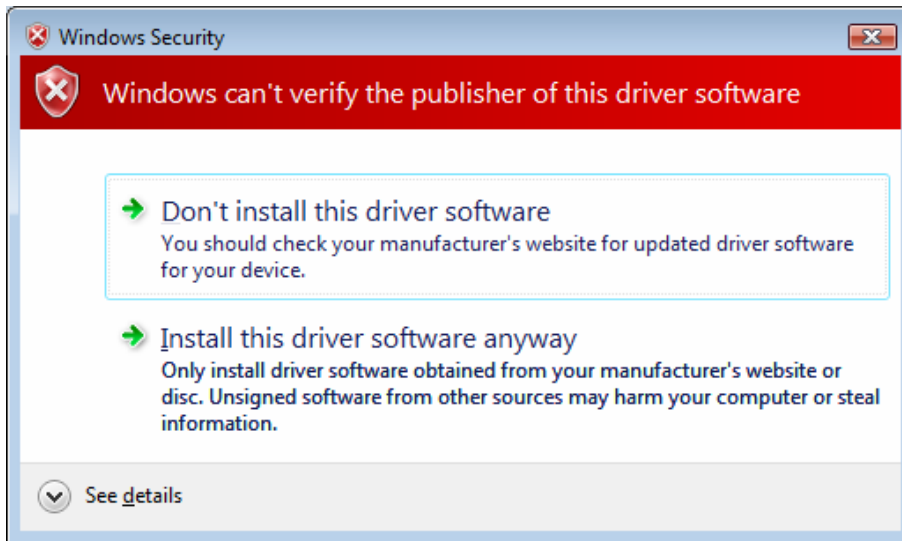 Windows Security
Windows can't verify the publisher of this driver software
Don't install this driver software
You should check your manufacturer's website for updated driver software
for your device.
Install this driver software anyway
Only install driver software obtained from your manufacturer's website or
disc. Unsigned software from other sources may harm your computer or steal
information.
See details